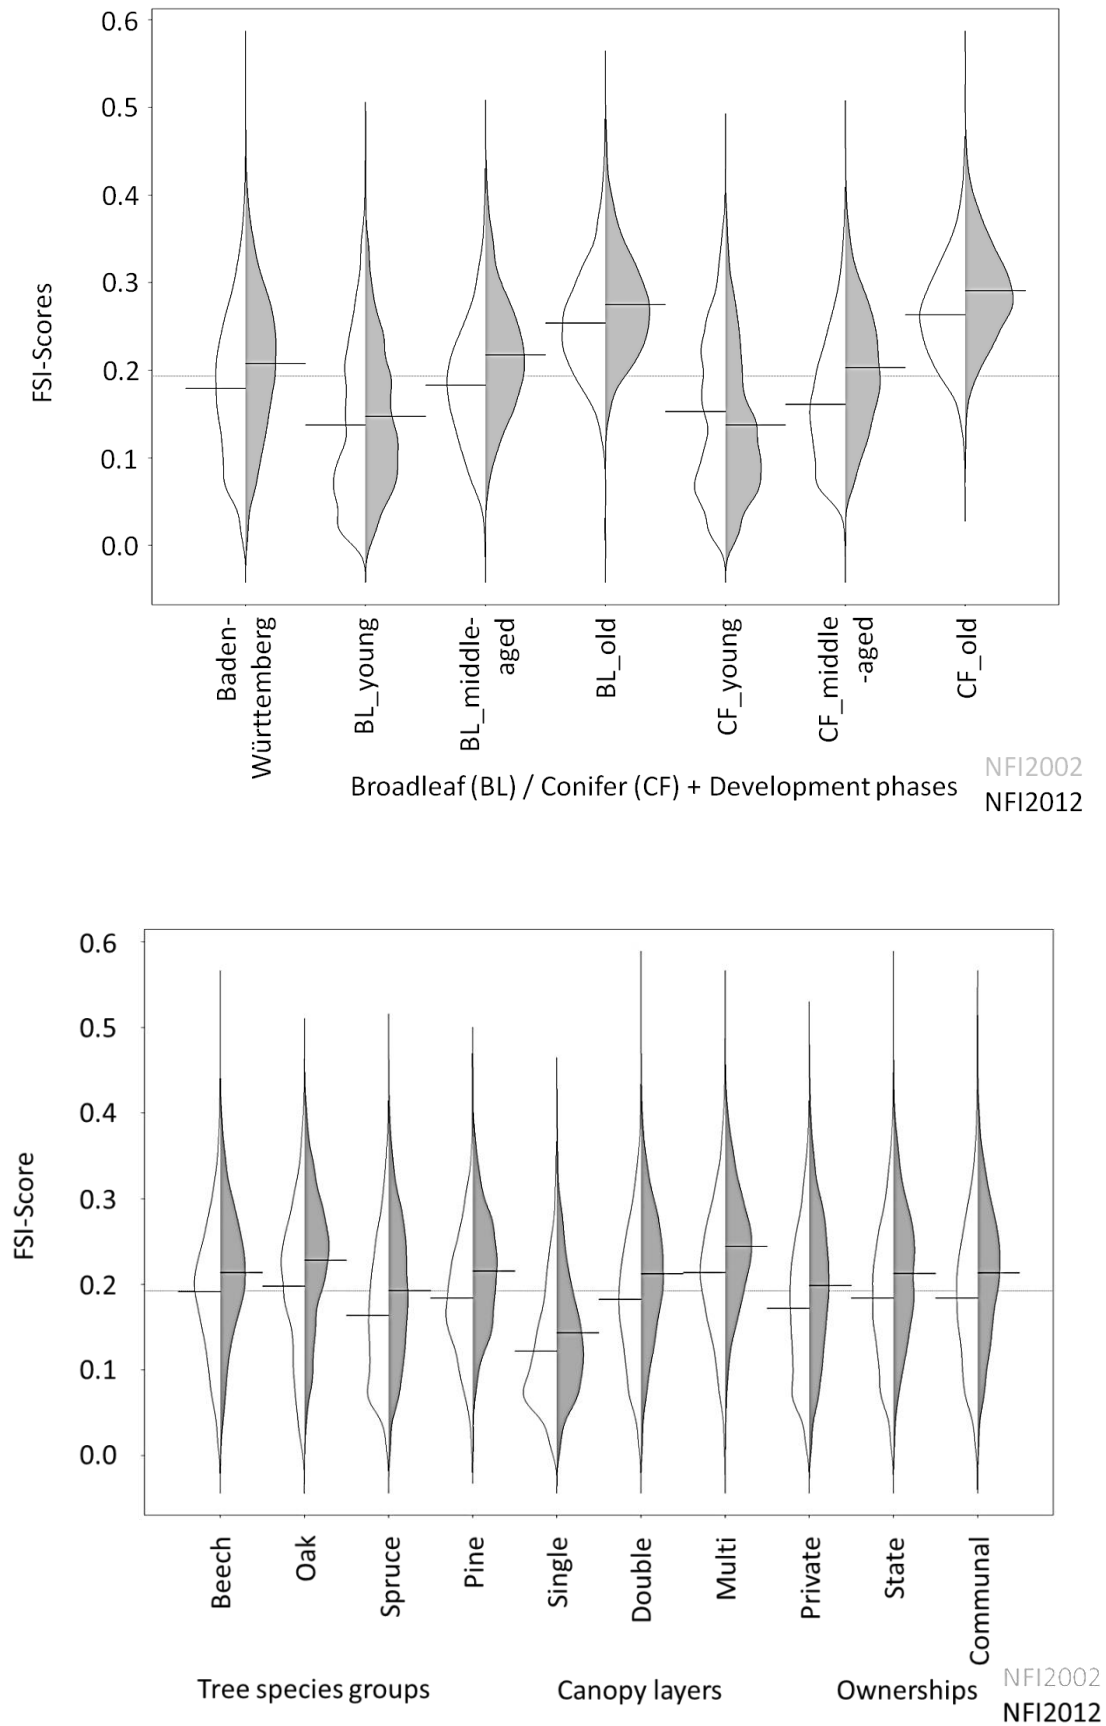 0.6
0.5
0.4
0.3
0.2
0.1
0.0
FSI-Scores
Baden-
Württemberg
BL_young
BL_middle-
aged
BL_old
CF_young
CF_middle
-aged
CF_old
Broadleaf (BL) / Conifer (CF) + Development phases
NFI2002
NFI2012
0.6
0.5
0.4
0.3
0.2
0.1
0.0
FSI-Score
Beech
Oak
Spruce
Pine
Single
Double
Multi
Private
State
Communal
Tree species groups
Canopy layers
Ownerships
NFI2002
NFI2012